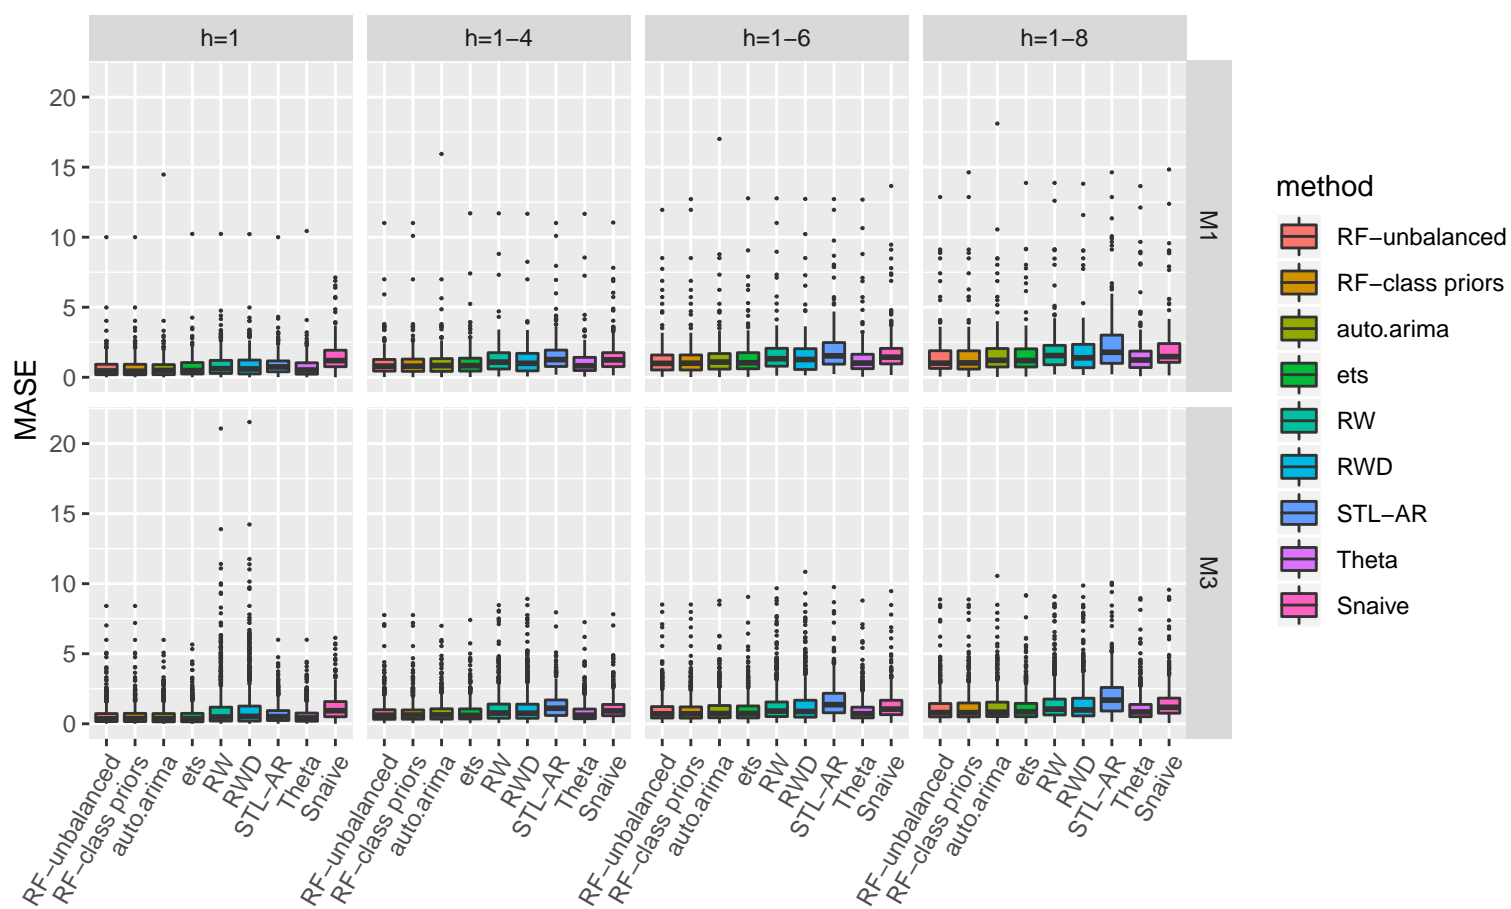 h=1
h=1−4
h=1−6
h=1−8
MASE
20
15
10
5
0
M1
20
15
10
5
0
M3
RF−unbalanced
RF−class priors
auto.arima
ets
RW
RWD
STL−AR
Theta
Snaive
RF−unbalanced
RF−class priors
auto.arima
ets
RW
RWD
STL−AR
Theta
Snaive
RF−unbalanced
RF−class priors
auto.arima
ets
RW
RWD
STL−AR
Theta
Snaive
RF−unbalanced
RF−class priors
auto.arima
ets
RW
RWD
STL−AR
Theta
Snaive
method
RF−unbalanced
RF−class priors
auto.arima
ets
RW
RWD
STL−AR
Theta
Snaive